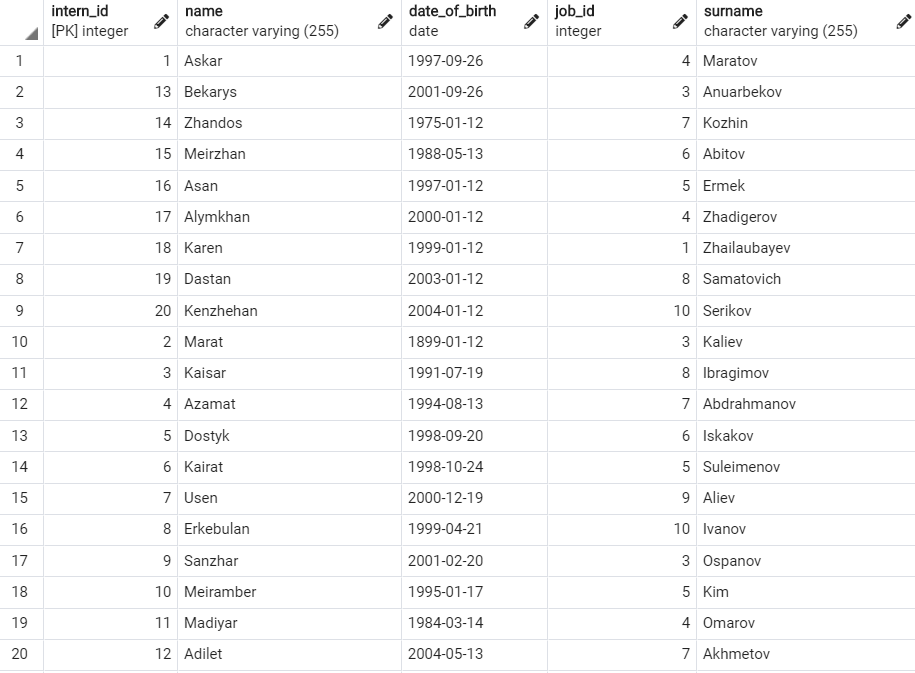 intern_id name date_of_birth job_id surname
[PK] integer character varying (255) date integer character varying (255)
1 1 Askar 1997-09-26 4 Maratov
2 13 Bekarys 2001-09-26 3 Anuarbekov
3 14 Zhandos 1975-01-12 7 Kozhin
4 15 Meirzhan 1988-05-13 6 Abitov
5 16 Asan 1997-01-12 5 Ermek
6 17 Alymkhan 2000-01-12 4 Zhadigerov
7 18 Karen 1999-01-12 1 Zhailaubayev
8 19 Dastan 2003-01-12 8 Samatovich
9 20 Kenzhehan 2004-01-12 10 Serikov
10 2 Marat 1899-01-12 3 Kaliev
11 3 Kaisar 1991-07-19 8 Ibragimov
12 4 Azamat 1994-08-13 7 Abdrahmanov
13 5 Dostyk 1998-09-20 6 Iskakov
14 6 Kairat 1998-10-24 5 Suleimenov
15 7 Usen 2000-12-19 9 Aliev
16 8 Erkebulan 1999-04-21 10 Ivanov
17 9 Sanzhar 2001-02-20 3 Ospanov
18 10 Meiramber 1995-01-17 5 Kim
19 11 Madiyar 1984-03-14 4 Omarov
20 12 Adilet 2004-05-13 7 Akhmetov